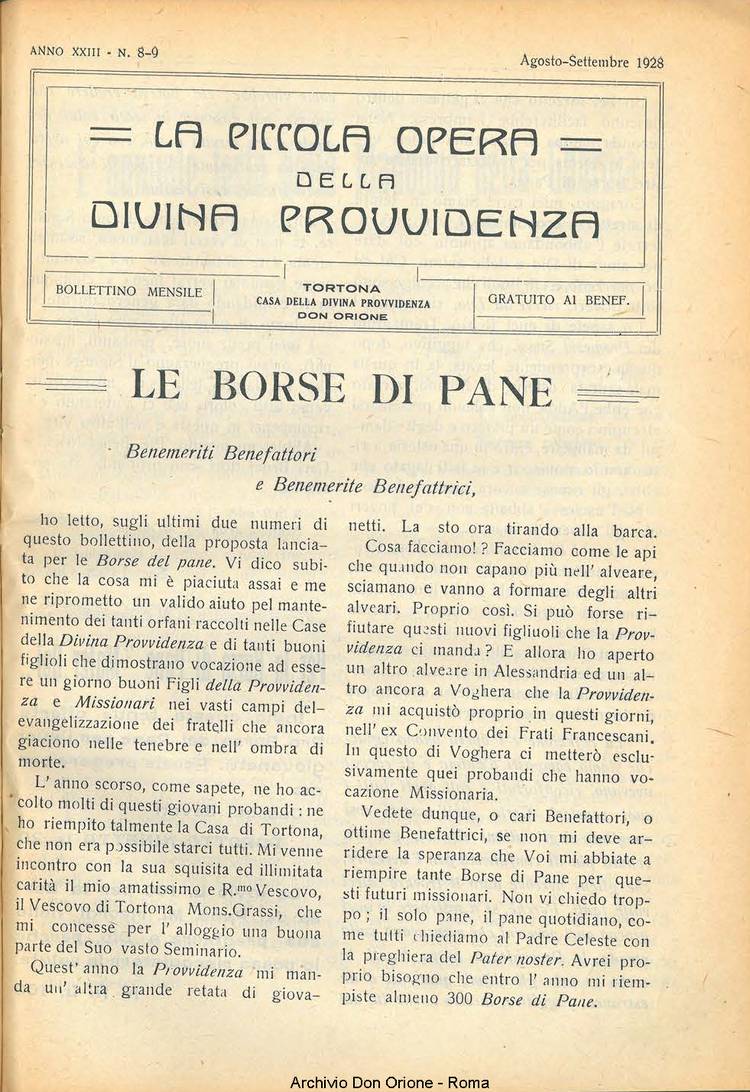 ANNO XXIII - N. 8-9
Agosto-Settembre 1928
LA PICCOLA OPERA
DELLA
DIVINA PROVVIDENZA
BOLLETTINO MENSILE
TORTONA
CASA DELLA DIVINA PROVVIDENZA
DON ORIONE
GRATUITO AI BENEF.
LE BORSE DI PANE
Benemeriti Benefattori
e Benemerite Benefattrici,
ho letto, sugli ultimi due numeri di
questo bollettino, della proposta lancia-
ta per le Borse del pane. Vi dico subi-
to che la cosa mi è piaciuta assai e me
ne riprometto un valido aiuto pel mante-
nimento dei tanti orfani raccolti nelle Case
della Divina Provvidenza e di tanti buoni
figlioli che dimostrano vocazione ad esse-
re un giorno buoni Figli della Provviden-
za e Missionari nei vasti campi del-
evangelizzazione dei fratelli che ancora
giaciono nelle tenebre e nell' ombra di
morte.
L' anno scorso, come sapete, ne ho ac-
colto molti di questi giovani probandi : ne
ho riempito talmente la Casa di Tortona,
che non era possibile starci tutti. Mi venne
incontro con la sua squisita ed illimitata
carità il mio amatissimo e R.mo Vescovo,
il Vescovo di Tortona Mons.Grassi, che
mi concesse per l' alloggio una buona
parte del Suo vasto Seminario.
Quest' anno la Provvidenza mi man-
da un' altra grande retata di giova-
netti. La sto ora tirando alla barca.
Cosa facciamo! ? Facciamo come le api
che quando non capano più nell' alveare,
sciamano e vanno a formare degli altri
alveari. Proprio così. Si può forse ri-
fiutare questi nuovi figliuoli che la Prov-
videnza ci manda ? E allora ho aperto
un altro alveare in Alessandria ed un al-
tro ancora a Voghera che la Provviden-
za mi acquistò proprio in questi giorni,
nell' ex Convento dei Frati Francescani.
In questo di Voghera ci metterò esclu-
sivamente quei probandi che hanno vo-
cazione Missionaria.
Vedete dunque, o cari Benefattori, o
ottime Benefattrici, se non mi deve ar-
ridere la speranza che Voi mi abbiate a
riempire tante Borse di Pane per que-
sti futuri missionari. Non vi chiedo trop-
po ; il solo pane, il pane quotidiano, co-
me tutti chiediamo al Padre Celeste con
la preghiera del Pater noster. Avrei pro-
prio bisogno che entro l' anno mi riem-
piste almeno 300 Borse di Pane.
Archivio Don Orione - Roma